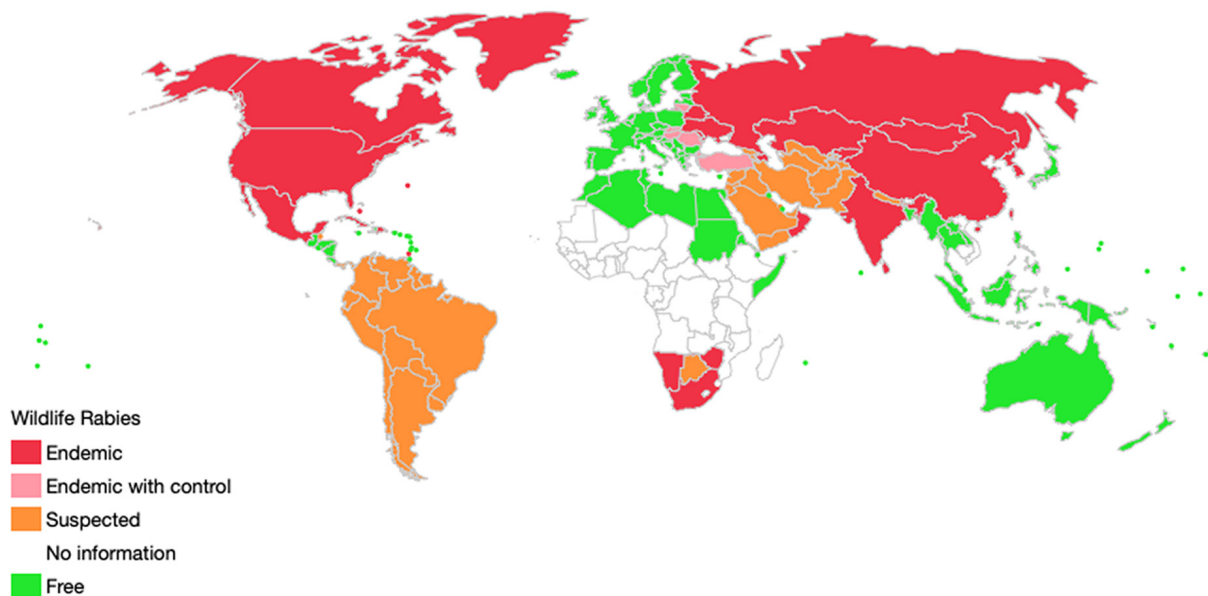 Wildlife Rabies
Endemic
Endemic with control
Suspected
No information
Free